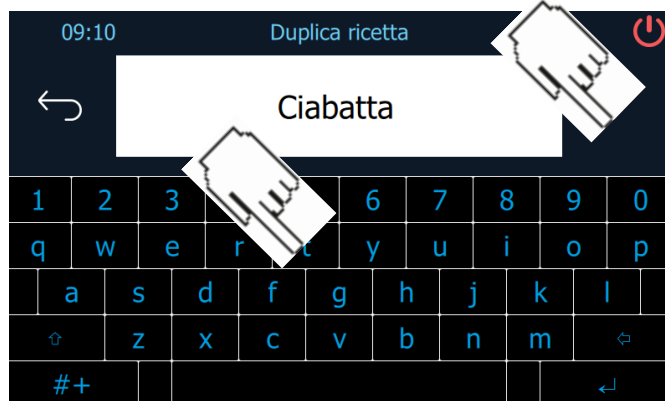 09:10 Duplica ricetta
Ciabatta
1 2 3 6 7 8 9 0
q w e r t y u i o p
a s d f g h j k l
z x c v b n m
#+